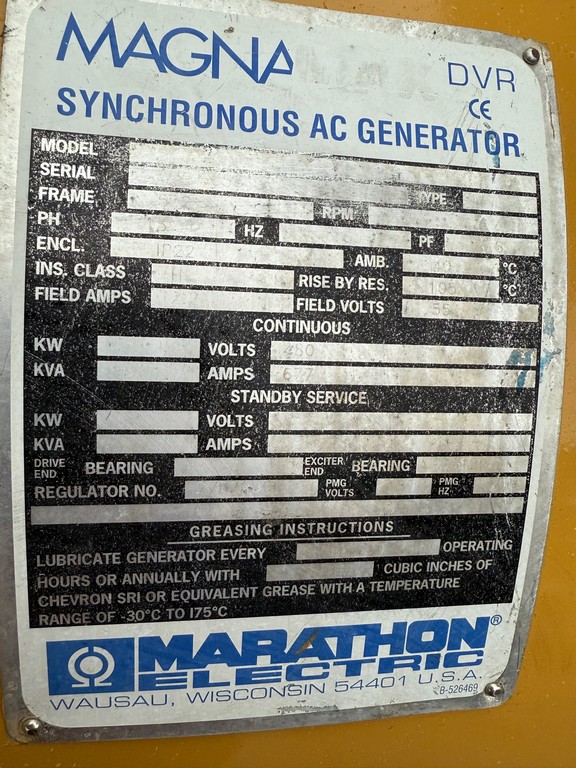 MAGNA
DVR
CE
SYNCHRONOUS AC GENERATOR
MODEL
SERIAL TYPE
FRAME RPM
PH HZ PF
ENCL. IP22 AMB. °C
INS. CLASS H RISE BY RES. 105 °C
FIELD AMPS FIELD VOLTS
CONTINUOUS
KW VOLTS
KVA AMPS
STANDBY SERVICE
KW VOLTS
KVA AMPS
DRIVE END BEARING EXCITER END BEARING
REGULATOR NO. PMG VOLTS PMG HZ
GREASING INSTRUCTIONS
LUBRICATE GENERATOR EVERY OPERATING
HOURS OR ANNUALLY WITH CUBIC INCHES OF
CHEVRON SRI OR EQUIVALENT GREASE WITH A TEMPERATURE
RANGE OF -30°C TO 175°C
MARATHON®
ELECTRIC
WAUSAU, WISCONSIN 54401 U.S.A.
B-526469